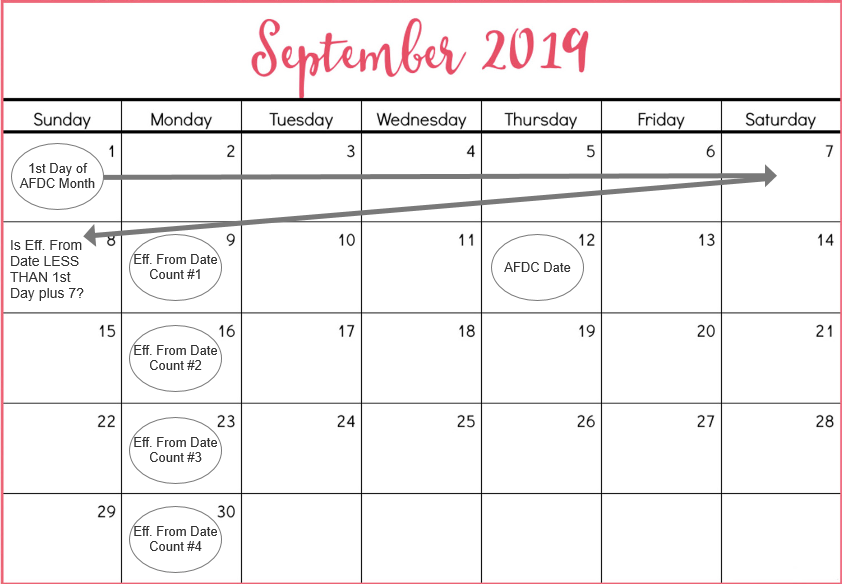 September 2019
Sunday Monday Tuesday Wednesday Thursday Friday Saturday
1 2 3 4 5 6 7
1st Day of
AFDC Month
8 9 10 11 12 13 14
Is Eff. From
Date LESS
THAN 1st
Day plus 7?
Eff. From Date
Count #1
AFDC Date
15 16 17 18 19 20 21
Eff. From Date
Count #2
22 23 24 25 26 27 28
Eff. From Date
Count #3
29 30
Eff. From Date
Count #4